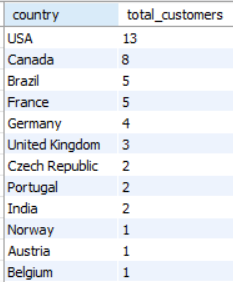 country total_customers
USA 13
Canada 8
Brazil 5
France 5
Germany 4
United Kingdom 3
Czech Republic 2
Portugal 2
India 2
Norway 1
Austria 1
Belgium 1